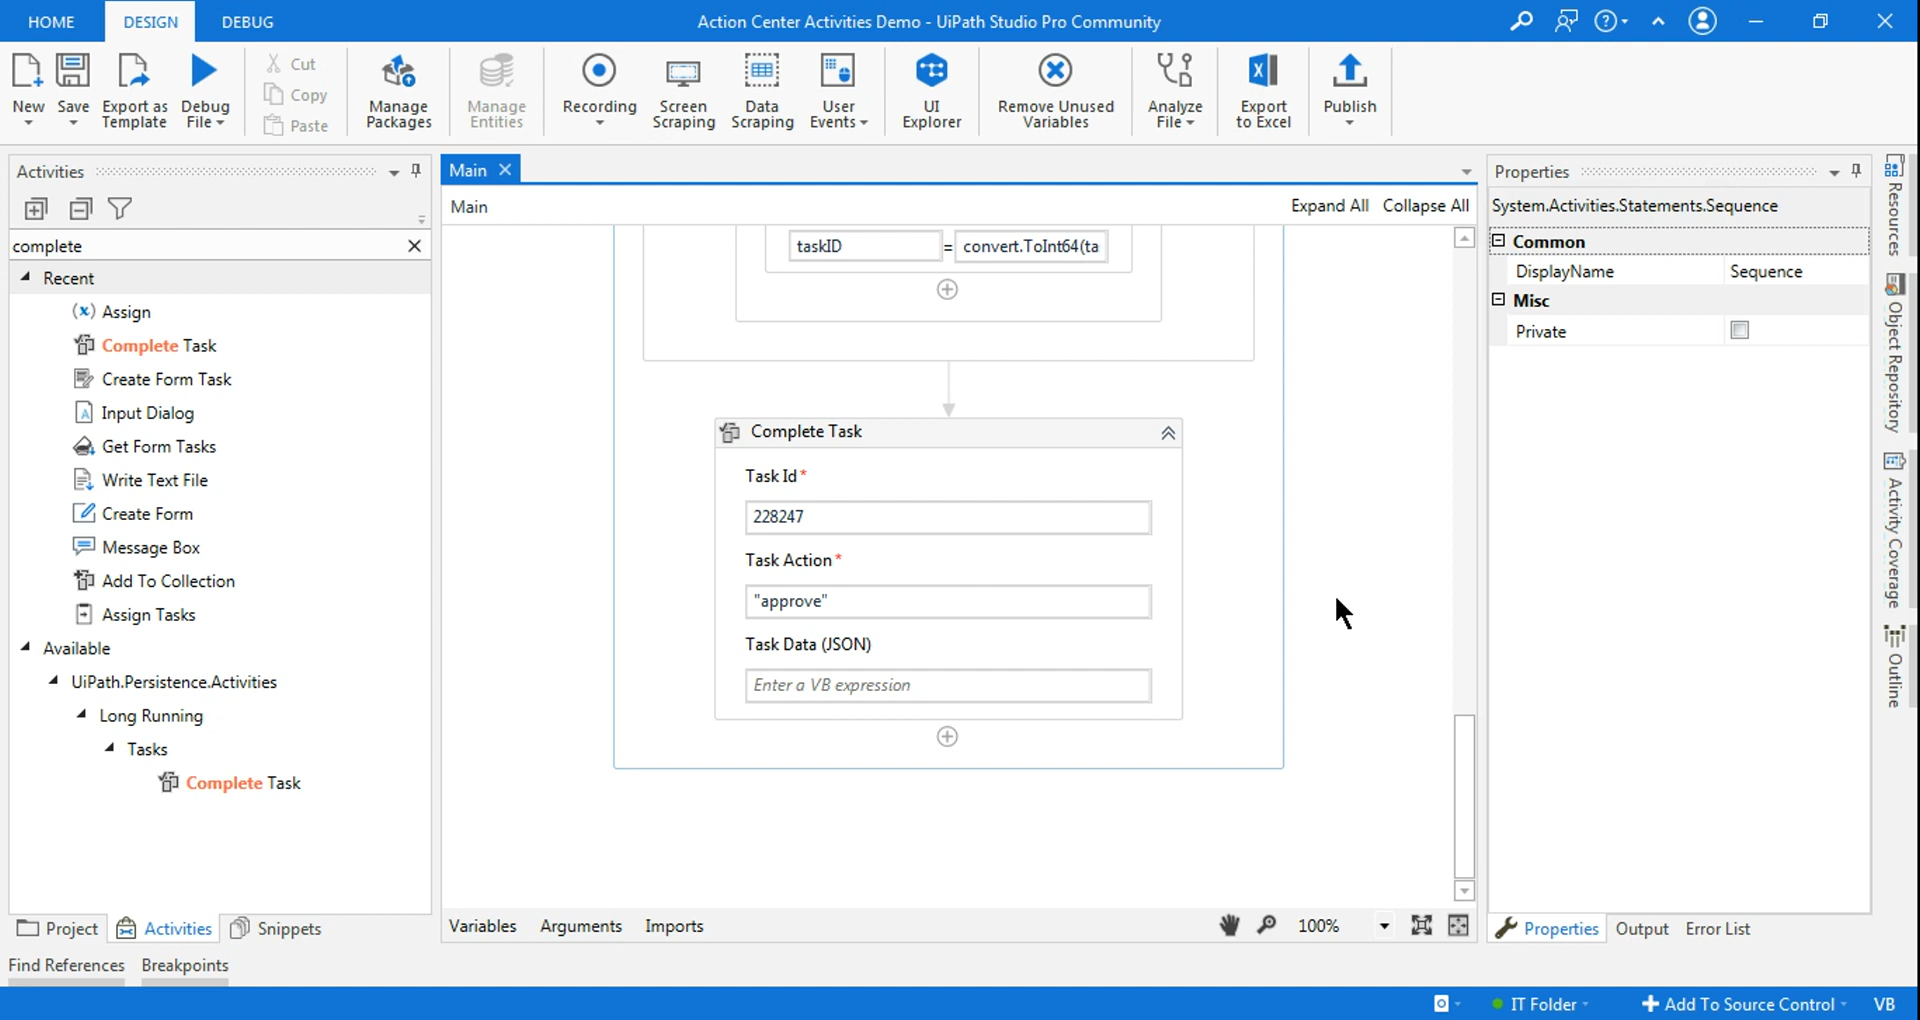 HOME DESIGN DEBUG Action Center Activities Demo - UiPath Studio Pro Community
New Save Export as Template Debug File Cut Copy Paste Manage Packages Manage Entities Recording Screen Scraping Data Scraping User Events UI Explorer Remove Unused Variables Analyze File Export to Excel Publish
Activities
complete
Recent
Assign
Complete Task
Create Form Task
Input Dialog
Get Form Tasks
Write Text File
Create Form
Message Box
Add To Collection
Assign Tasks
Available
UiPath.Persistence.Activities
Long Running
Tasks
Complete Task
Project Activities Snippets
Main
Main Expand All Collapse All
taskID = convert.ToInt64(ta
Complete Task
Task Id*
228247
Task Action*
"approve"
Task Data (JSON)
Enter a VB expression
Variables Arguments Imports 100%
Properties
System.Activities.Statements.Sequence
Common
DisplayName Sequence
Misc
Private
Properties Output Error List
Resources
Object Repository
Activity Coverage
Outline
Find References Breakpoints
IT Folder Add To Source Control VB